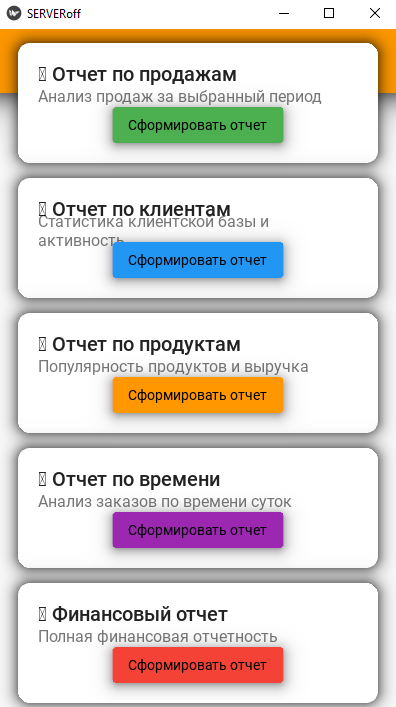 SERVERoff
Отчет по продажам
Анализ продаж за выбранный период
Сформировать отчет
Отчет по клиентам
Статистика клиентской базы и
активность
Сформировать отчет
Отчет по продуктам
Популярность продуктов и выручка
Сформировать отчет
Отчет по времени
Анализ заказов по времени суток
Сформировать отчет
Финансовый отчет
Полная финансовая отчетность
Сформировать отчет